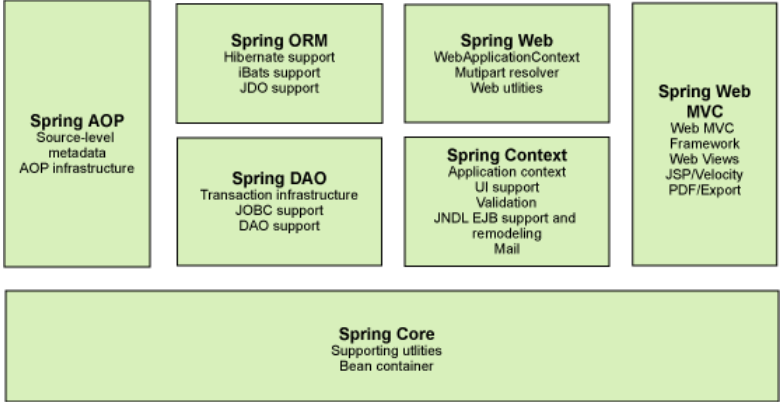 Spring AOP
Source-level
metadata
AOP infrastructure
Spring ORM
Hibernate support
iBats support
JDO support
Spring DAO
Transaction infrastructure
JOBC support
DAO support
Spring Web
WebApplicationContext
Mutipart resolver
Web utlities
Spring Context
Application context
UI support
Validation
JNDL EJB support and
remodeling
Mail
Spring Web
MVC
Web MVC
Framework
Web Views
JSP/Velocity
PDF/Export
Spring Core
Supporting utlities
Bean container